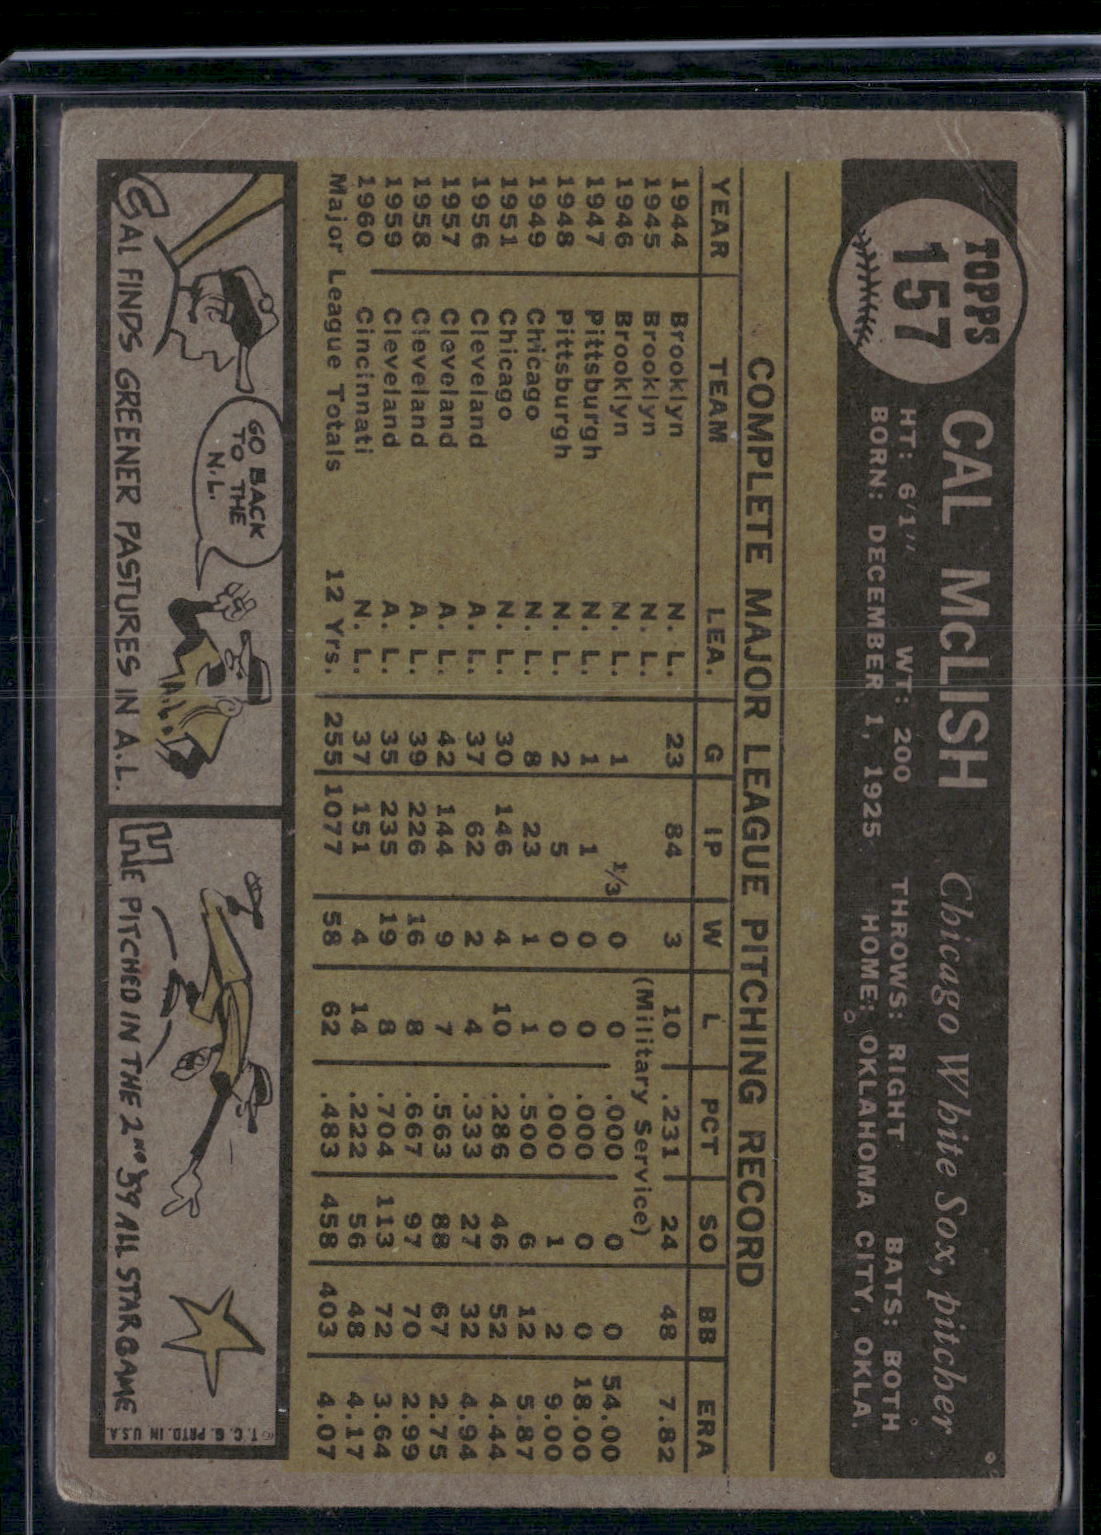 TOPPS
157
CAL McLISH Chicago White Sox, pitcher
HT: 6'1" WT: 200 THROWS: RIGHT BATS: BOTH
BORN: DECEMBER 1, 1925 HOME: OKLAHOMA CITY, OKLA.
COMPLETE MAJOR LEAGUE PITCHING RECORD
YEAR TEAM LEA. G IP W L PCT SO BB ERA
1944 Brooklyn N. L. 23 84 3 10 .231 24 48 7.82
1945 Brooklyn N. L. (Military Service)
1946 Brooklyn N. L. 1 1/3 0 0 .000 0 0 54.00
1947 Pittsburgh N. L. 1 1 0 0 .000 0 0 18.00
1948 Pittsburgh N. L. 2 5 0 0 .000 1 2 9.00
1949 Chicago N. L. 8 23 1 1 .500 6 12 5.87
1951 Chicago N. L. 30 146 4 10 .286 46 52 4.44
1956 Cleveland A. L. 37 62 2 4 .333 27 32 4.94
1957 Cleveland A. L. 42 144 9 7 .563 88 67 2.75
1958 Cleveland A. L. 39 226 16 8 .667 97 70 2.99
1959 Cleveland A. L. 35 235 19 8 .704 113 72 3.64
1960 Cincinnati N. L. 37 151 4 14 .222 56 48 4.17
Major League Totals 12 Yrs. 255 1077 58 62 .483 458 403 4.07
GO BACK
TO THE
N.L.
A.L.
CAL FINDS GREENER PASTURES IN A.L.
HE PITCHED IN THE 2ND '59 ALL STAR GAME
© T. C. G. PRTD. IN U.S.A.